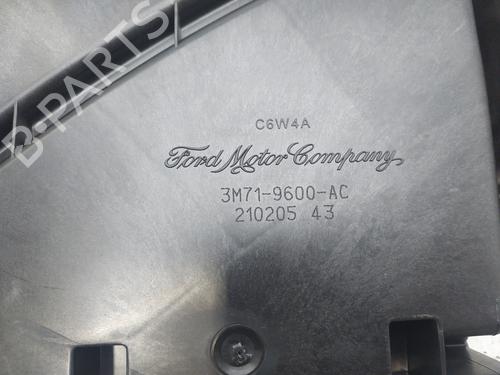 B-PARTS
C6W4A
Ford Motor Company
3M71-9600-AC
210205 43